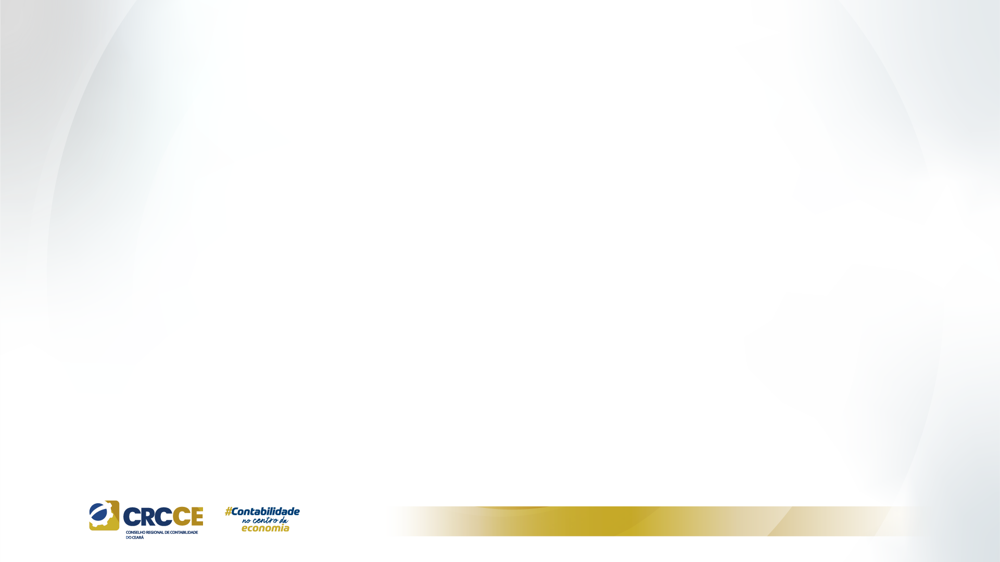 CRCCE
CONSELHO REGIONAL DE CONTABILIDADE
DO CEARÁ
#Contabilidade
no centro da
economia